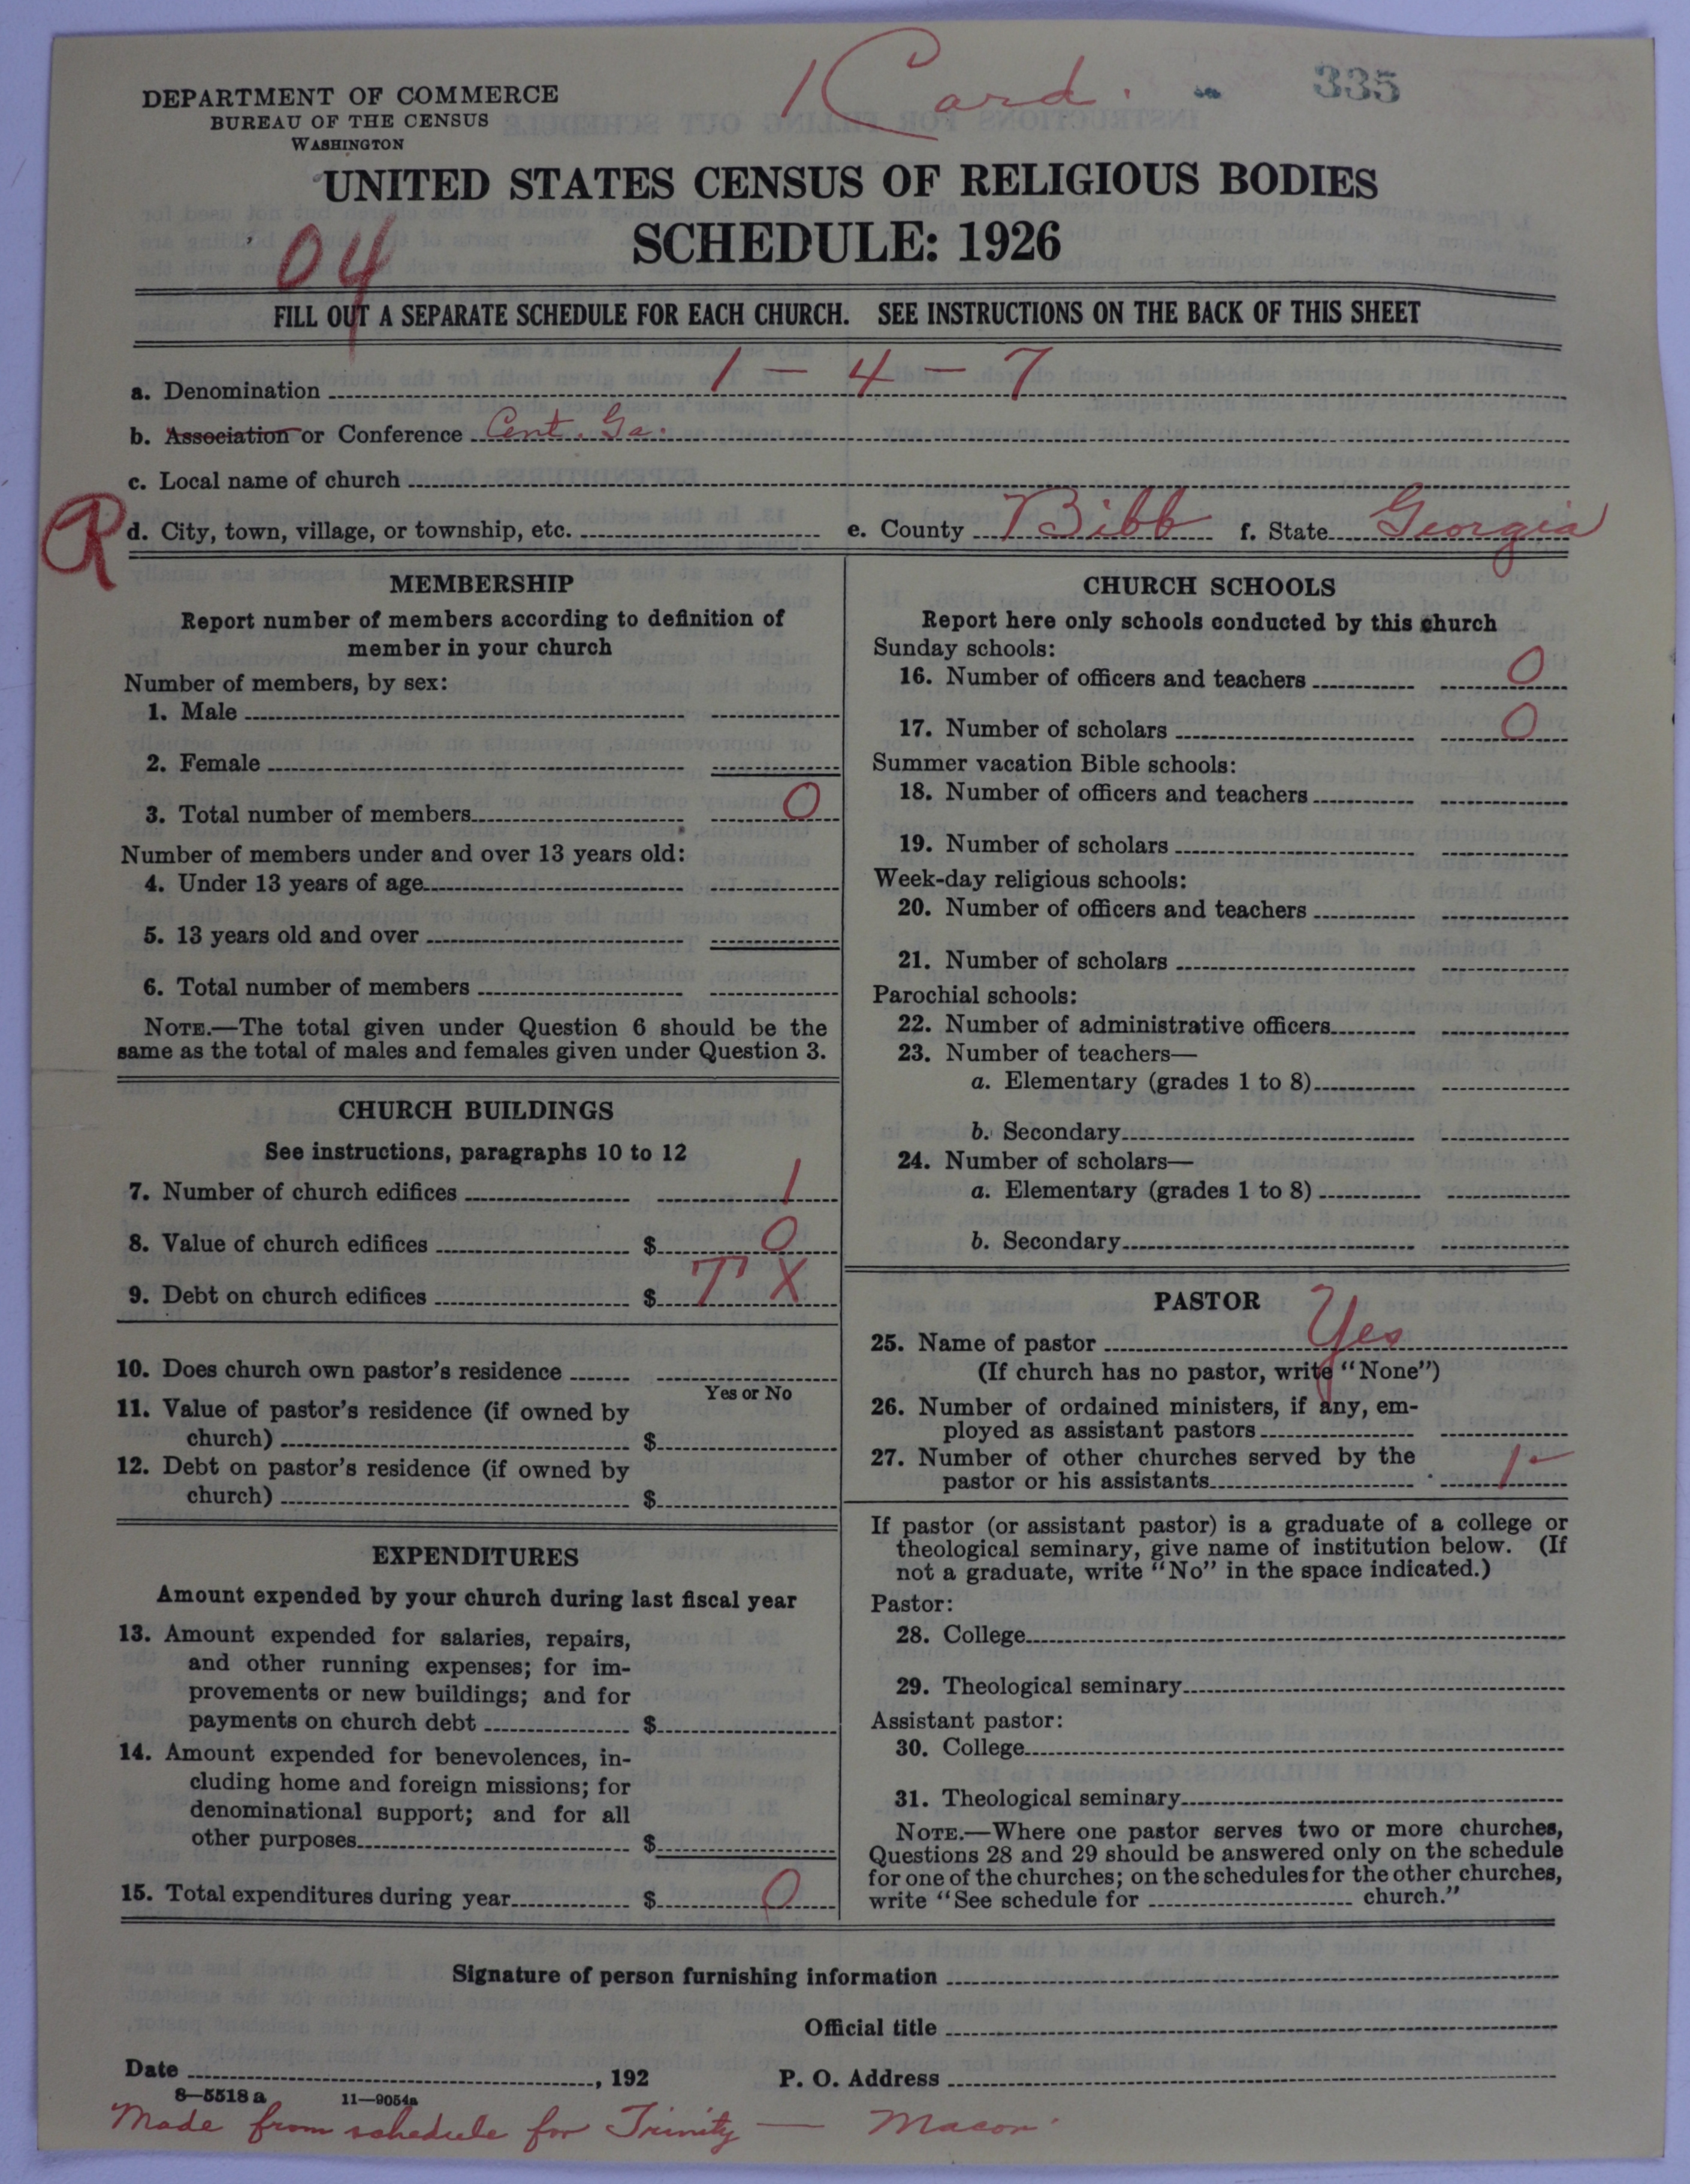 1 Card.
335
DEPARTMENT OF COMMERCE
BUREAU OF THE CENSUS
WASHINGTON
UNITED STATES CENSUS OF RELIGIOUS BODIES
SCHEDULE: 1926
04
FILL OUT A SEPARATE SCHEDULE FOR EACH CHURCH. SEE INSTRUCTIONS ON THE BACK OF THIS SHEET
a. Denomination 1 – 4 – 7
b. Association or Conference Cent. Ga.
c. Local name of church
R
d. City, town, village, or township, etc. e. County Bibb f. State Georgia
MEMBERSHIP
Report number of members according to definition of
member in your church
Number of members, by sex:
1. Male
2. Female
3. Total number of members 0
Number of members under and over 13 years old:
4. Under 13 years of age
5. 13 years old and over
6. Total number of members
NOTE.—The total given under Question 6 should be the
same as the total of males and females given under Question 3.
CHURCH BUILDINGS
See instructions, paragraphs 10 to 12
7. Number of church edifices 1
8. Value of church edifices $ 0
9. Debt on church edifices $ T X
10. Does church own pastor's residence
Yes or No
11. Value of pastor's residence (if owned by
church) $
12. Debt on pastor's residence (if owned by
church) $
EXPENDITURES
Amount expended by your church during last fiscal year
13. Amount expended for salaries, repairs,
and other running expenses; for im-
provements or new buildings; and for
payments on church debt $
14. Amount expended for benevolences, in-
cluding home and foreign missions; for
denominational support; and for all
other purposes $
15. Total expenditures during year $ 0
CHURCH SCHOOLS
Report here only schools conducted by this church
Sunday schools:
16. Number of officers and teachers 0
17. Number of scholars 0
Summer vacation Bible schools:
18. Number of officers and teachers
19. Number of scholars
Week-day religious schools:
20. Number of officers and teachers
21. Number of scholars
Parochial schools:
22. Number of administrative officers
23. Number of teachers—
a. Elementary (grades 1 to 8)
b. Secondary
24. Number of scholars—
a. Elementary (grades 1 to 8)
b. Secondary
PASTOR
25. Name of pastor Yes
(If church has no pastor, write "None")
26. Number of ordained ministers, if any, em-
ployed as assistant pastors
27. Number of other churches served by the
pastor or his assistants 1-
If pastor (or assistant pastor) is a graduate of a college or
theological seminary, give name of institution below. (If
not a graduate, write "No" in the space indicated.)
Pastor:
28. College
29. Theological seminary
Assistant pastor:
30. College
31. Theological seminary
NOTE.—Where one pastor serves two or more churches,
Questions 28 and 29 should be answered only on the schedule
for one of the churches; on the schedules for the other churches,
write "See schedule for church."
Signature of person furnishing information
Official title
Date , 192 P. O. Address
8—5518 a 11—9054a
Made from schedule for Trinity — Macon